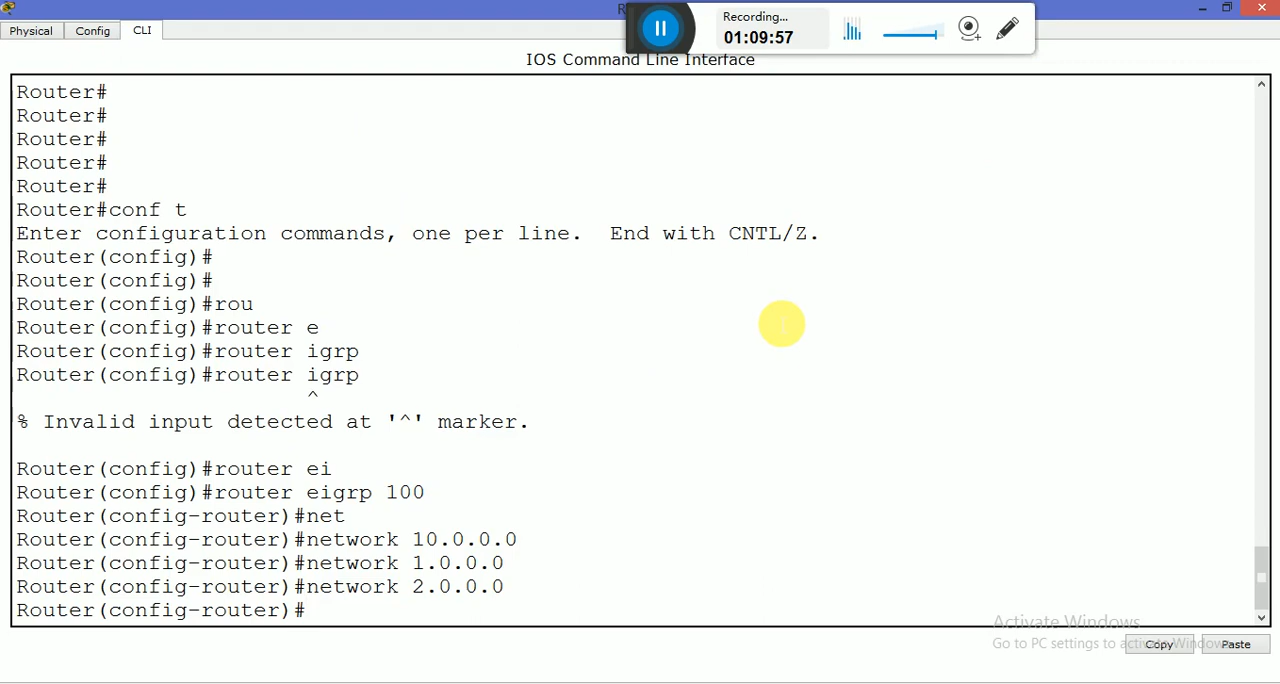 Recording...
01:09:57
Physical
Config
CLI
IOS Command Line Interface
Router#
Router#
Router#
Router#
Router#
Router#conf t
Enter configuration commands, one per line.  End with CNTL/Z.
Router(config)#
Router(config)#
Router(config)#rou
Router(config)#router e
Router(config)#router igrp
Router(config)#router igrp
^
% Invalid input detected at '^' marker.
Router(config)#router ei
Router(config)#router eigrp 100
Router(config-router)#net
Router(config-router)#network 10.0.0.0
Router(config-router)#network 1.0.0.0
Router(config-router)#network 2.0.0.0
Router(config-router)#
Activate Windows
Go to PC settings to activate Windows.
Copy
Paste